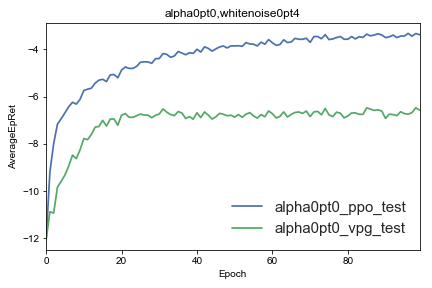 alpha0pt0,whitenoise0pt4
AverageEpRet
−4
−6
−8
−10
−12
alpha0pt0_ppo_test
alpha0pt0_vpg_test
0 20 40 60 80
Epoch